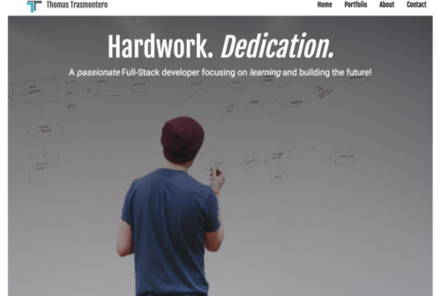 Thomas Trasmontero
Home Portfolio About Contact
Hardwork. Dedication.
A passionate Full-Stack developer focusing on learning and building the future!